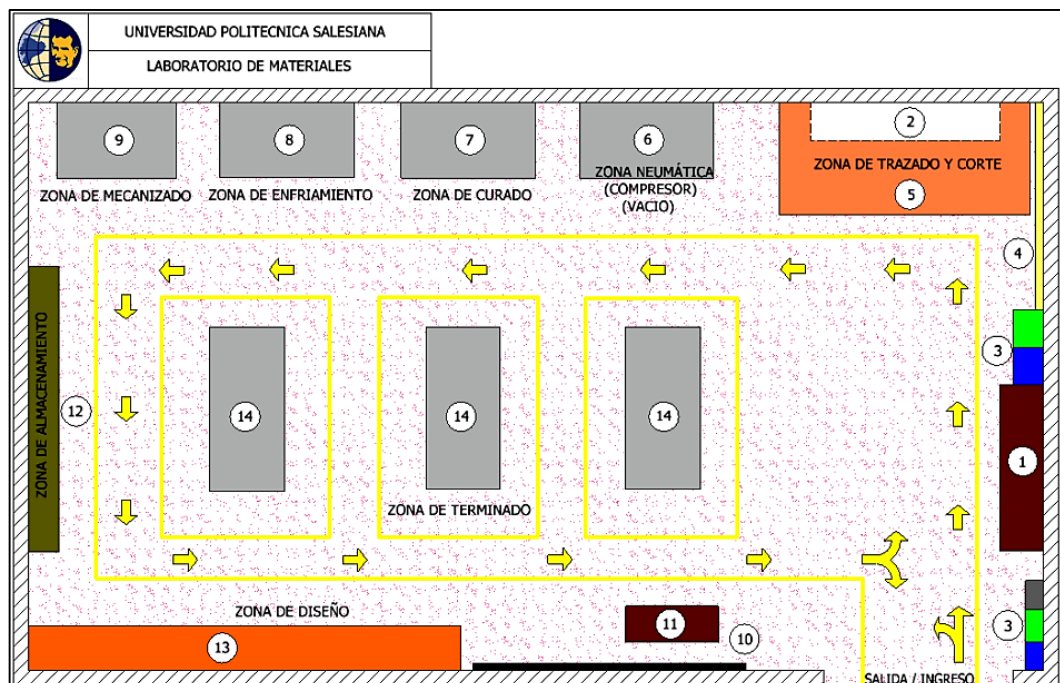 UNIVERSIDAD POLITECNICA SALESIANA
LABORATORIO DE MATERIALES
9
8
7
6
2
ZONA DE MECANIZADO
ZONA DE ENFRIAMIENTO
ZONA DE CURADO
ZONA NEUMÁTICA
(COMPRESOR)
(VACIO)
ZONA DE TRAZADO Y CORTE
5
4
3
ZONA DE ALMACENAMIENTO
12
14
14
14
1
ZONA DE TERMINADO
ZONA DE DISEÑO
13
11
10
3
SALIDA / INGRESO